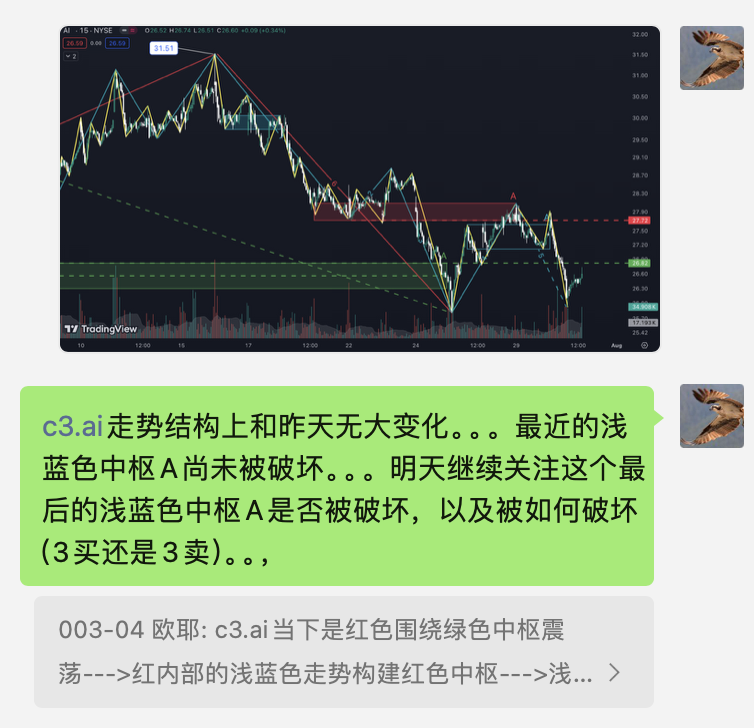 AI · 15 · NYSE O26.52 H26.74 L26.51 C26.60 +0.09 (+0.34%)
26.59 0.00 26.59
2
31.51
32.00
31.50
31.00
30.50
30.00
29.60
29.10
28.70
28.30
A
27.90
27.72
27.50
27.20
26.82
26.60
26.30
24.908K
17.193K
25.42
TradingView
10 12:00 15 17 12:00 22 24 12:00 29 12:00 Aug
c3.ai走势结构上和昨天无大变化。。。最近的浅
蓝色中枢A尚未被破坏。。。明天继续关注这个最
后的浅蓝色中枢A是否被破坏，以及被如何破坏
(3买还是3卖)。。，
003-04 欧耶: c3.ai当下是红色围绕绿色中枢震
荡--->红内部的浅蓝色走势构建红色中枢--->浅...